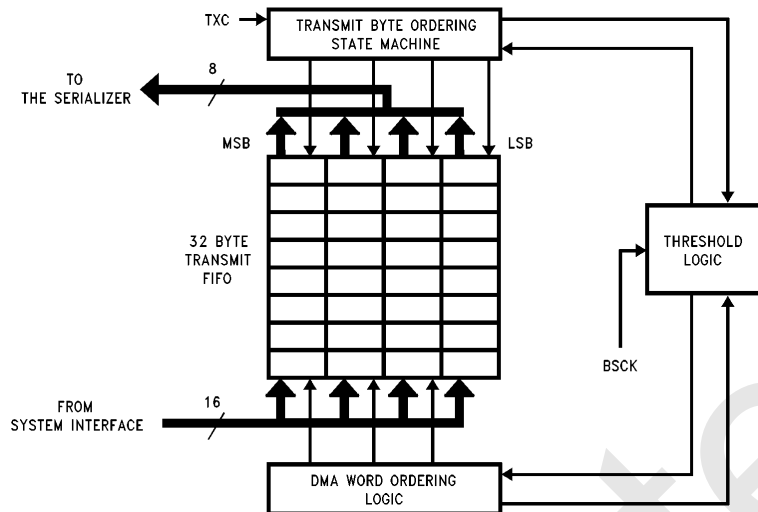 TXC
TRANSMIT BYTE ORDERING
STATE MACHINE
8
TO
THE SERIALIZER
MSB
LSB
32 BYTE
TRANSMIT
FIFO
THRESHOLD
LOGIC
BSCK
16
FROM
SYSTEM INTERFACE
DMA WORD ORDERING
LOGIC